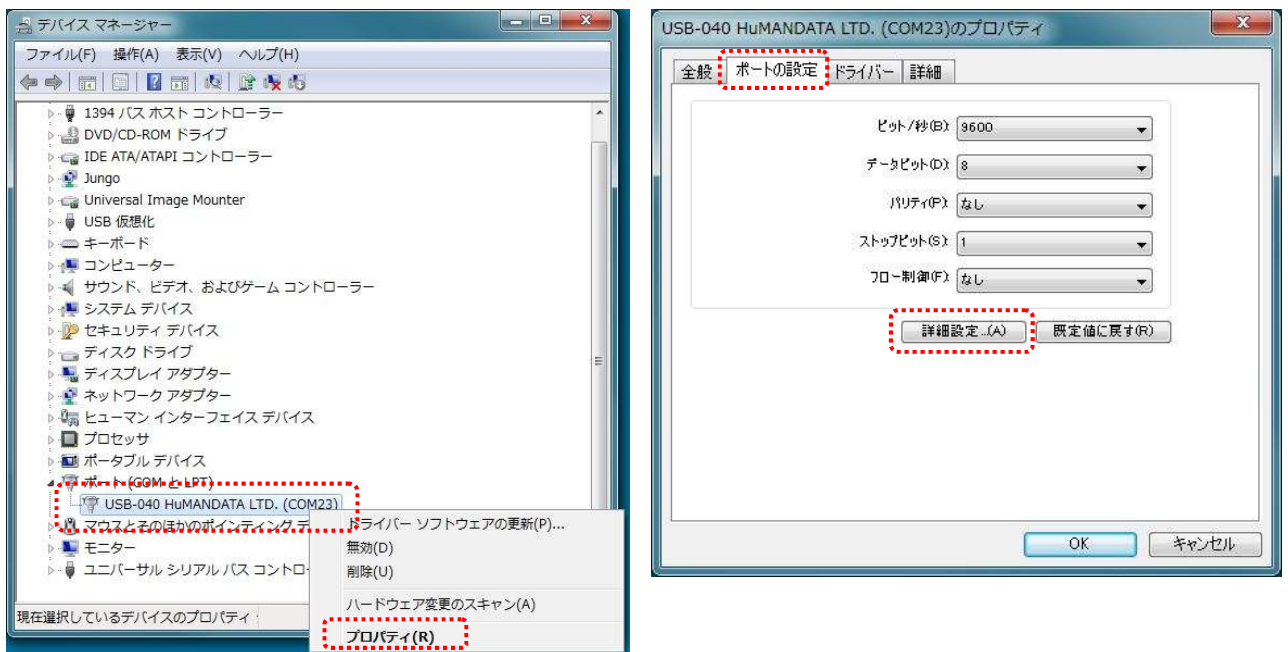 デバイス マネージャー
ファイル(F) 操作(A) 表示(V) ヘルプ(H)
1394 バス ホスト コントローラー
DVD/CD-ROM ドライブ
IDE ATA/ATAPI コントローラー
Jungo
Universal Image Mounter
USB 仮想化
キーボード
コンピューター
サウンド、ビデオ、およびゲーム コントローラー
システム デバイス
セキュリティ デバイス
ディスク ドライブ
ディスプレイ アダプター
ネットワーク アダプター
ヒューマン インターフェイス デバイス
プロセッサ
ポータブル デバイス
ポート (COM と LPT)
USB-040 HuMANDATA LTD. (COM23)
マウスとそのほかのポインティング デ
モニター
ユニバーサル シリアル バス コントロー
現在選択しているデバイスのプロパティ
ドライバー ソフトウェアの更新(P)...
無効(D)
削除(U)
ハードウェア変更のスキャン(A)
プロパティ(R)
USB-040 HuMANDATA LTD. (COM23)のプロパティ
全般 ポートの設定 ドライバー 詳細
ビット/秒(B): 9600
データ ビット(D): 8
パリティ(P): なし
ストップ ビット(S): 1
フロー制御(F): なし
詳細設定...(A) 既定値に戻す(R)
OK キャンセル